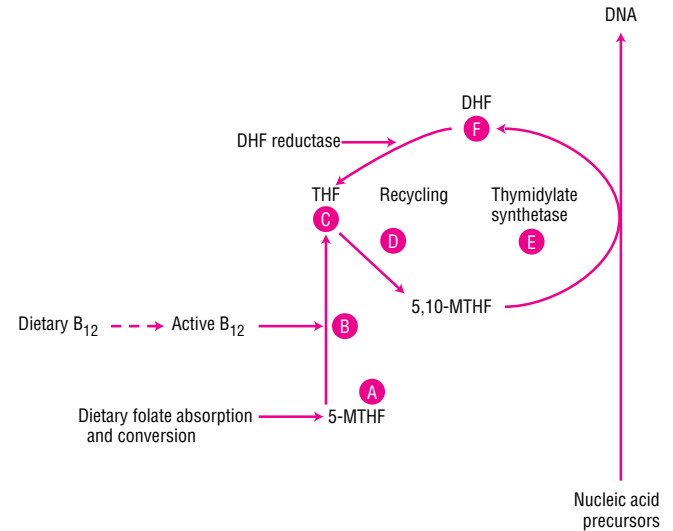 DNA
DHF
F
DHF reductase
THF
Recycling
Thymidylate
synthetase
C
D
E
5,10-MTHF
Dietary B12
Active B12
B
A
Dietary folate absorption
and conversion
5-MTHF
Nucleic acid
precursors